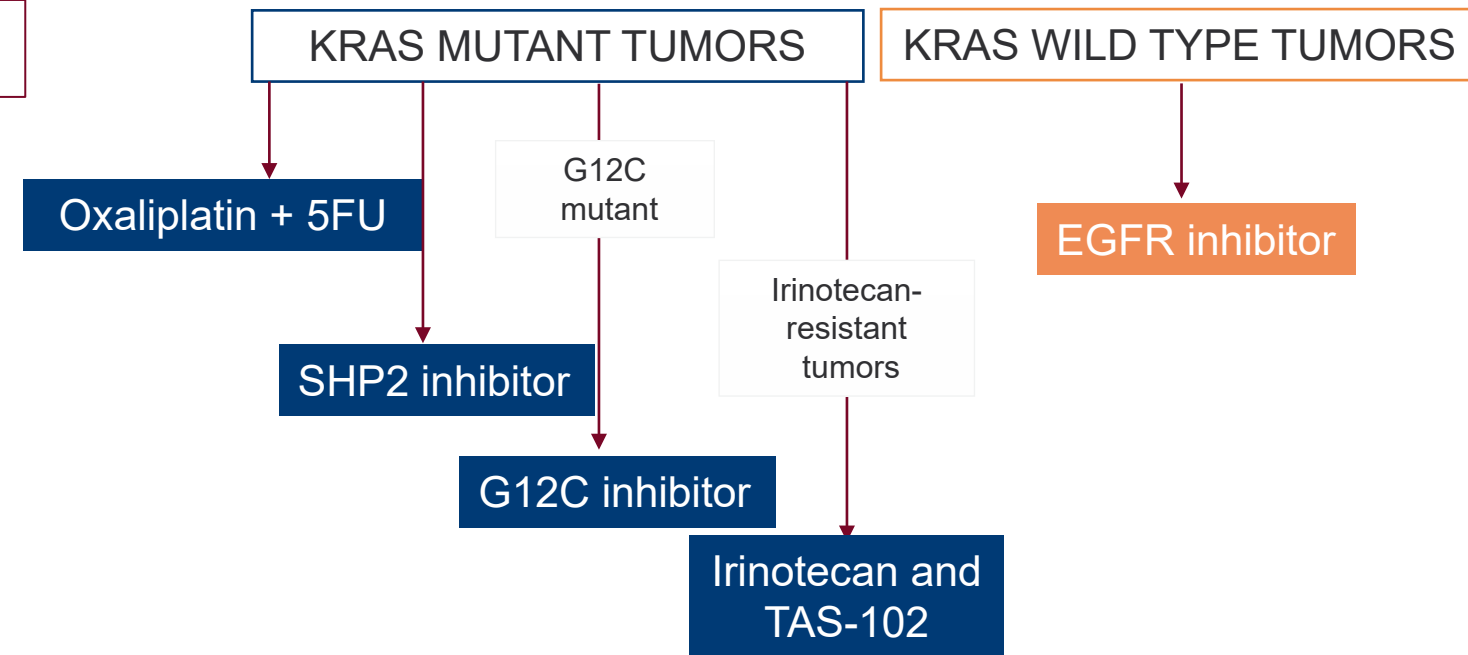 KRAS MUTANT TUMORS
KRAS WILD TYPE TUMORS
Oxaliplatin + 5FU
G12C
mutant
EGFR inhibitor
Irinotecan-
resistant
tumors
SHP2 inhibitor
G12C inhibitor
Irinotecan and
TAS-102